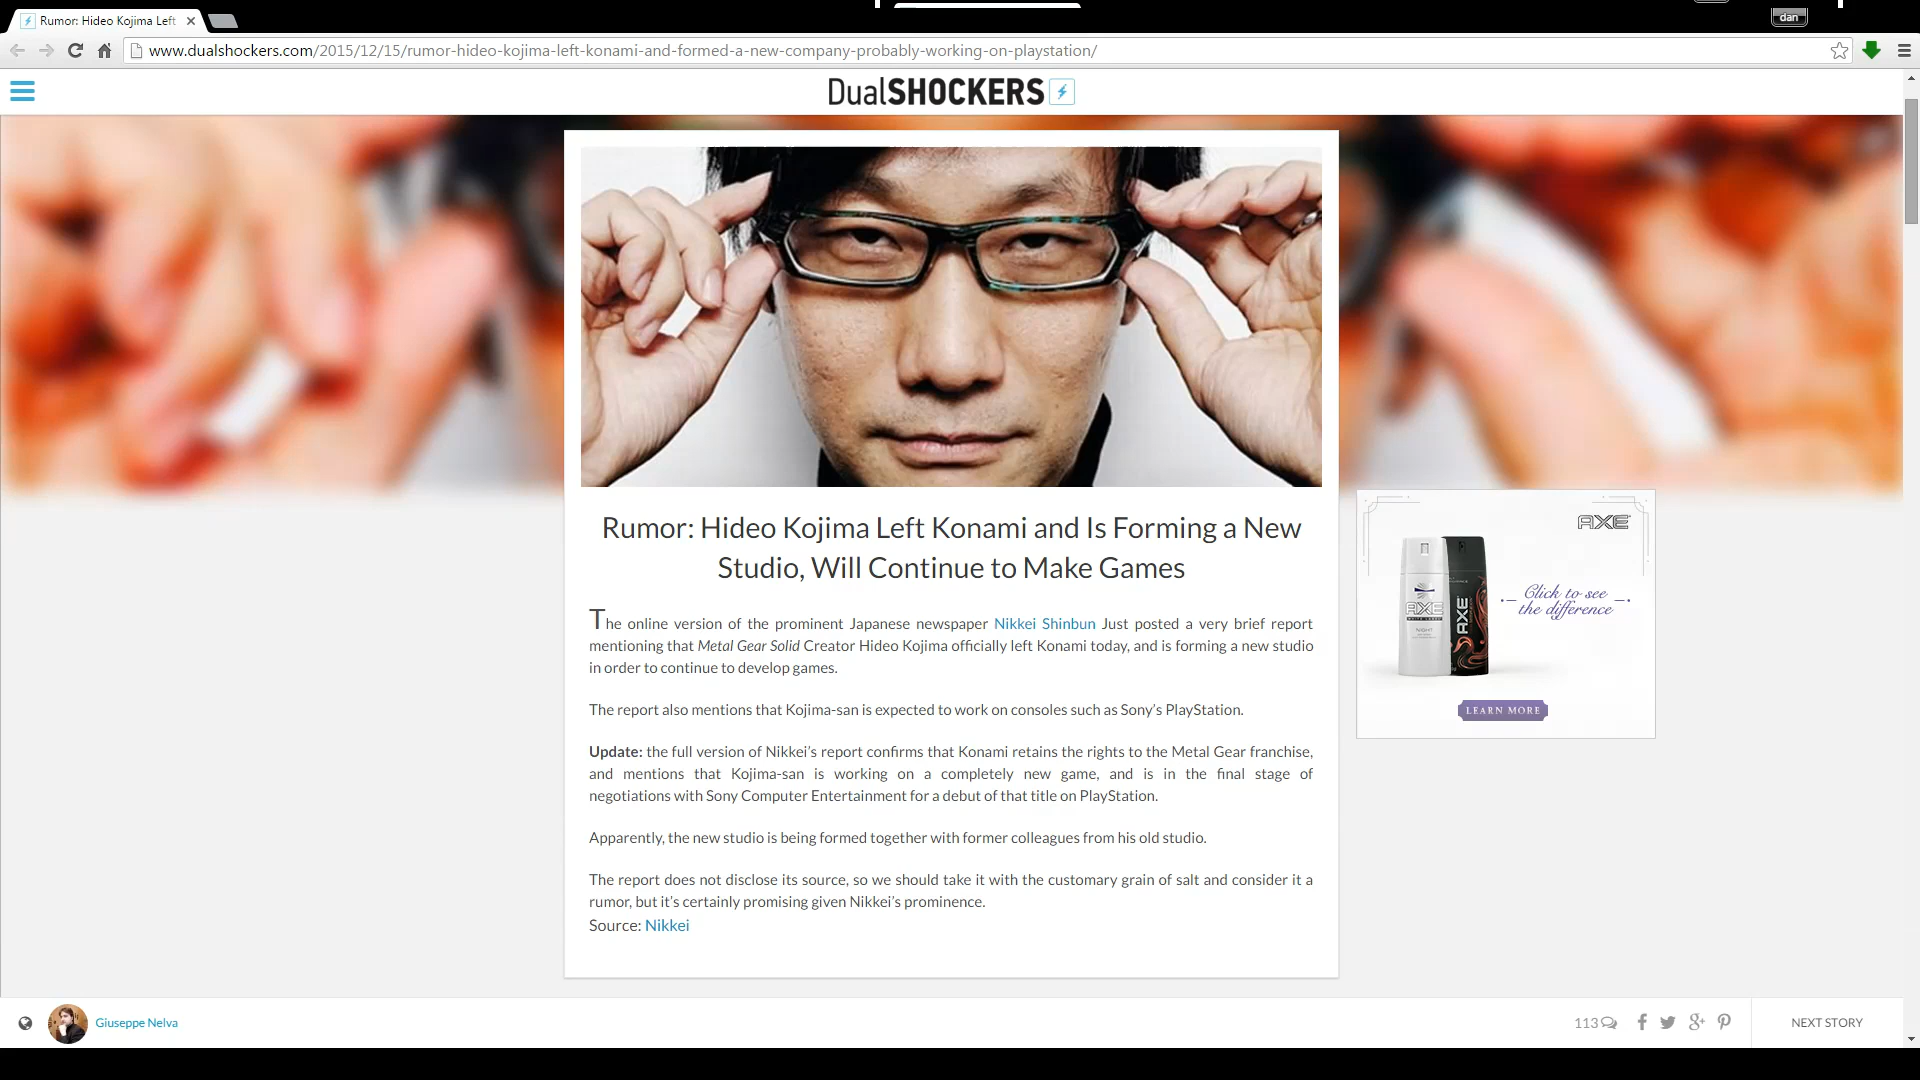 Rumor: Hideo Kojima Left
dan
www.dualshockers.com/2015/12/15/rumor-hideo-kojima-left-konami-and-formed-a-new-company-probably-working-on-playstation/
DualSHOCKERS
Rumor: Hideo Kojima Left Konami and Is Forming a New
Studio, Will Continue to Make Games
The online version of the prominent Japanese newspaper Nikkei Shinbun Just posted a very brief report
mentioning that Metal Gear Solid Creator Hideo Kojima officially left Konami today, and is forming a new studio
in order to continue to develop games.
The report also mentions that Kojima-san is expected to work on consoles such as Sony’s PlayStation.
Update: the full version of Nikkei’s report confirms that Konami retains the rights to the Metal Gear franchise,
and mentions that Kojima-san is working on a completely new game, and is in the final stage of
negotiations with Sony Computer Entertainment for a debut of that title on PlayStation.
Apparently, the new studio is being formed together with former colleagues from his old studio.
The report does not disclose its source, so we should take it with the customary grain of salt and consider it a
rumor, but it’s certainly promising given Nikkei’s prominence.
Source: Nikkei
AXE
Click to see
the difference
AXE
WHITE LABEL
NIGHT
AXE
LEARN MORE
Giuseppe Nelva
113
NEXT STORY